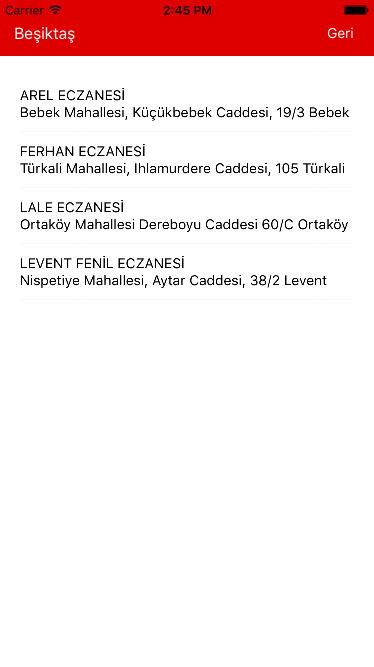 Carrier 2:45 PM
Beşiktaş Geri
AREL ECZANESİ
Bebek Mahallesi, Küçükbebek Caddesi, 19/3 Bebek
FERHAN ECZANESİ
Türkali Mahallesi, Ihlamurdere Caddesi, 105 Türkali
LALE ECZANESİ
Ortaköy Mahallesi Dereboyu Caddesi 60/C Ortaköy
LEVENT FENİL ECZANESİ
Nispetiye Mahallesi, Aytar Caddesi, 38/2 Levent